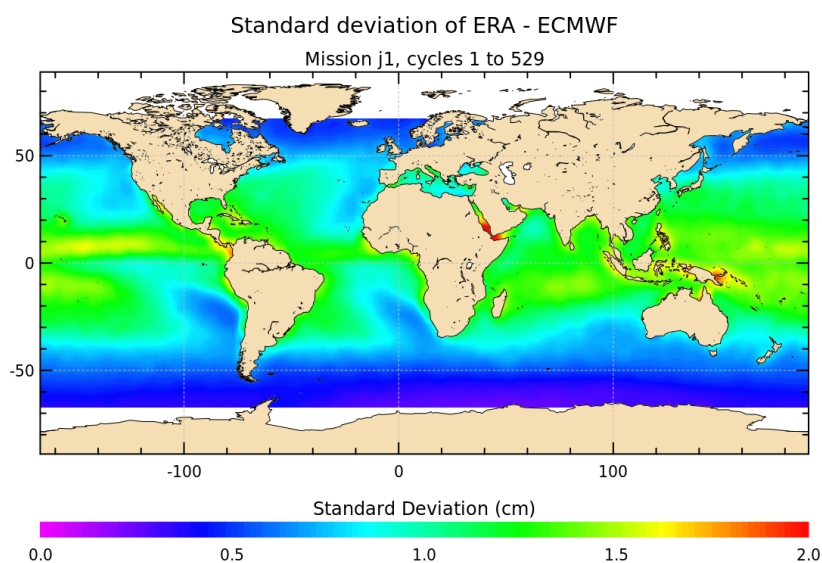 Standard deviation of ERA - ECMWF
Mission j1, cycles 1 to 529
50
0
-50
-100 0 100
Standard Deviation (cm)
0.0 0.5 1.0 1.5 2.0